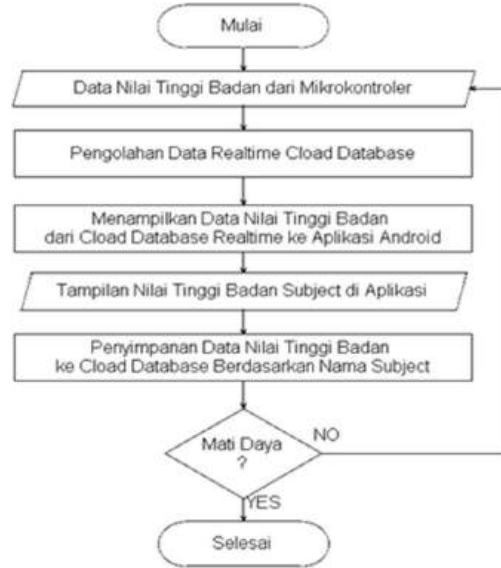 Mulai
Data Nilai Tinggi Badan dari Mikrokontroler
Pengolahan Data Realtime Cload Database
Menampilkan Data Nilai Tinggi Badan
dari Cload Database Realtime ke Aplikasi Android
Tampilan Nilai Tinggi Badan Subject di Aplikasi
Penyimpanan Data Nilai Tinggi Badan
ke Cload Database Berdasarkan Nama Subject
Mati Daya
?
NO
YES
Selesai